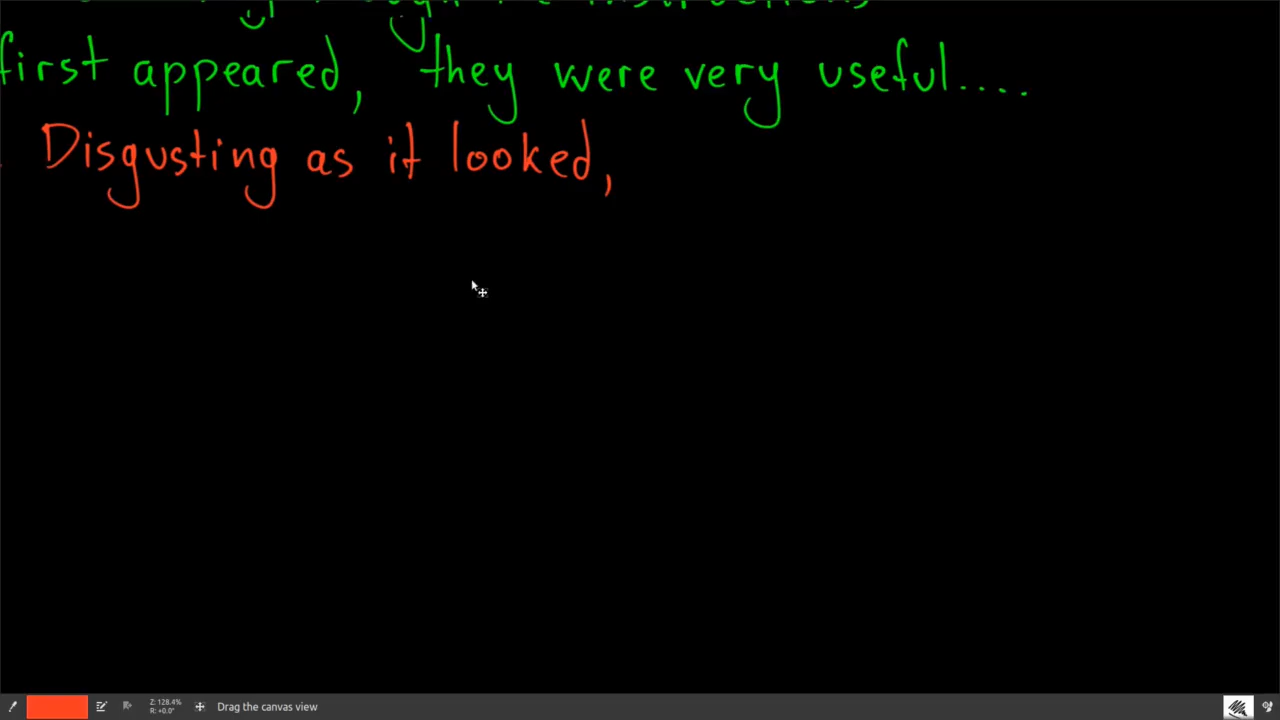 first appeared, they were very useful....
Disgusting as it looked,
Z: 128.4%
R: +0.0°
Drag the canvas view